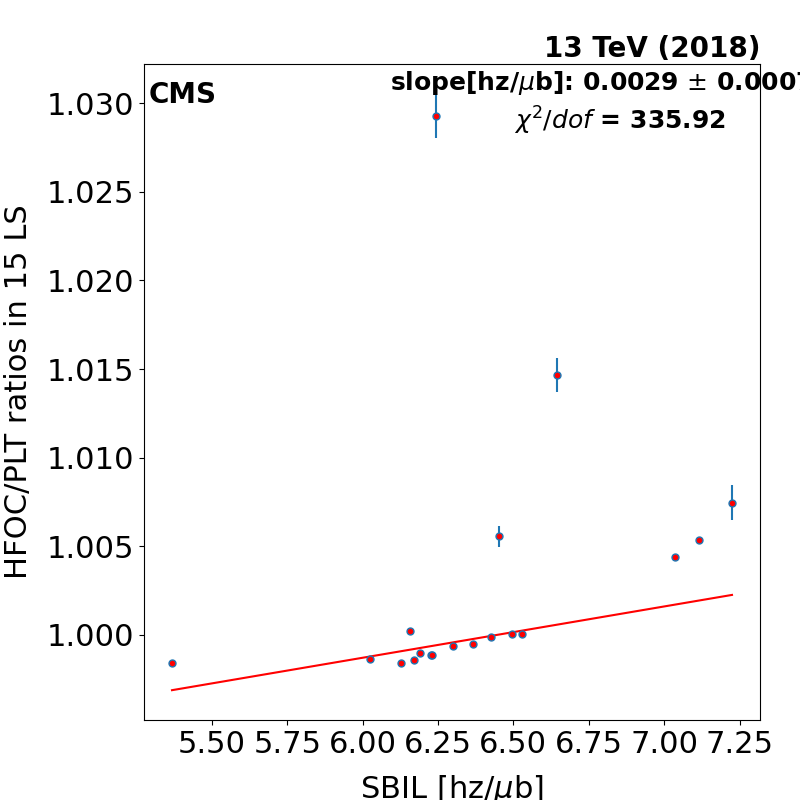 13 TeV (2018)
CMS
slope[hz/μb]: 0.0029 ± 0.0007
χ²/dof = 335.92
1.030
1.025
1.020
1.015
1.010
1.005
1.000
HFOC/PLT ratios in 15 LS
5.50 5.75 6.00 6.25 6.50 6.75 7.00 7.25
SBIL [hz/μb]